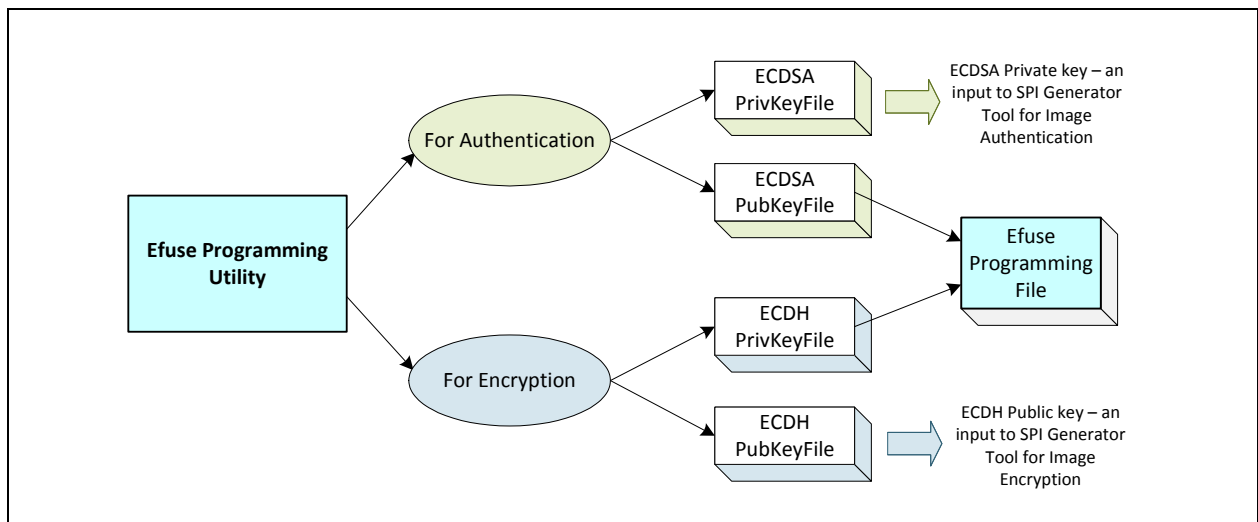 Efuse Programming
Utility
For Authentication
For Encryption
ECDSA
PrivKeyFile
ECDSA
PubKeyFile
ECDH
PrivKeyFile
ECDH
PubKeyFile
ECDSA Private key – an
input to SPI Generator
Tool for Image
Authentication
Efuse
Programming
File
ECDH Public key – an
input to SPI Generator
Tool for Image
Encryption